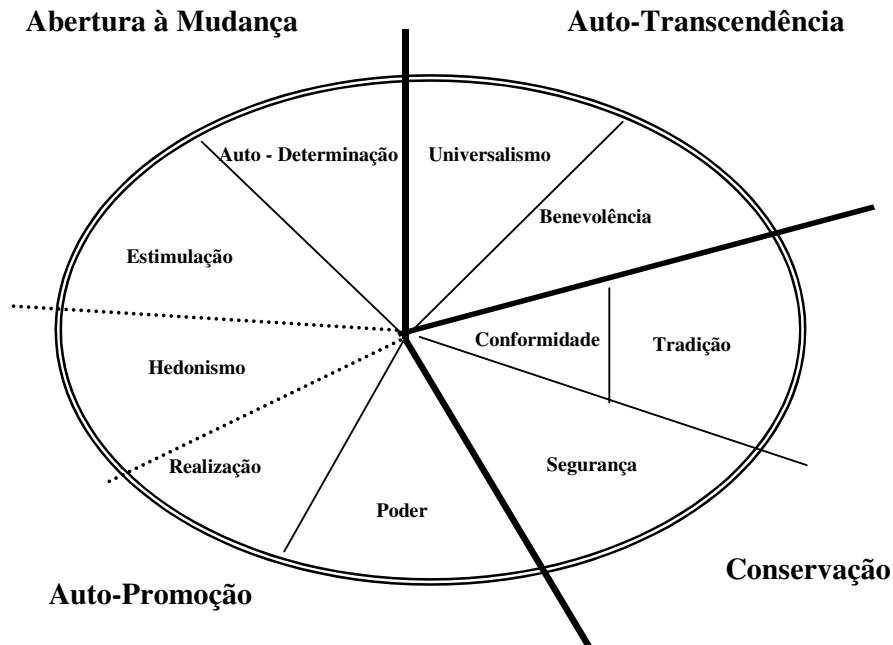 Abertura à Mudança
Auto-Transcendência
Auto - Determinação
Universalismo
Benevolência
Estimulação
Conformidade
Tradição
Hedonismo
Realização
Segurança
Poder
Conservação
Auto-Promoção